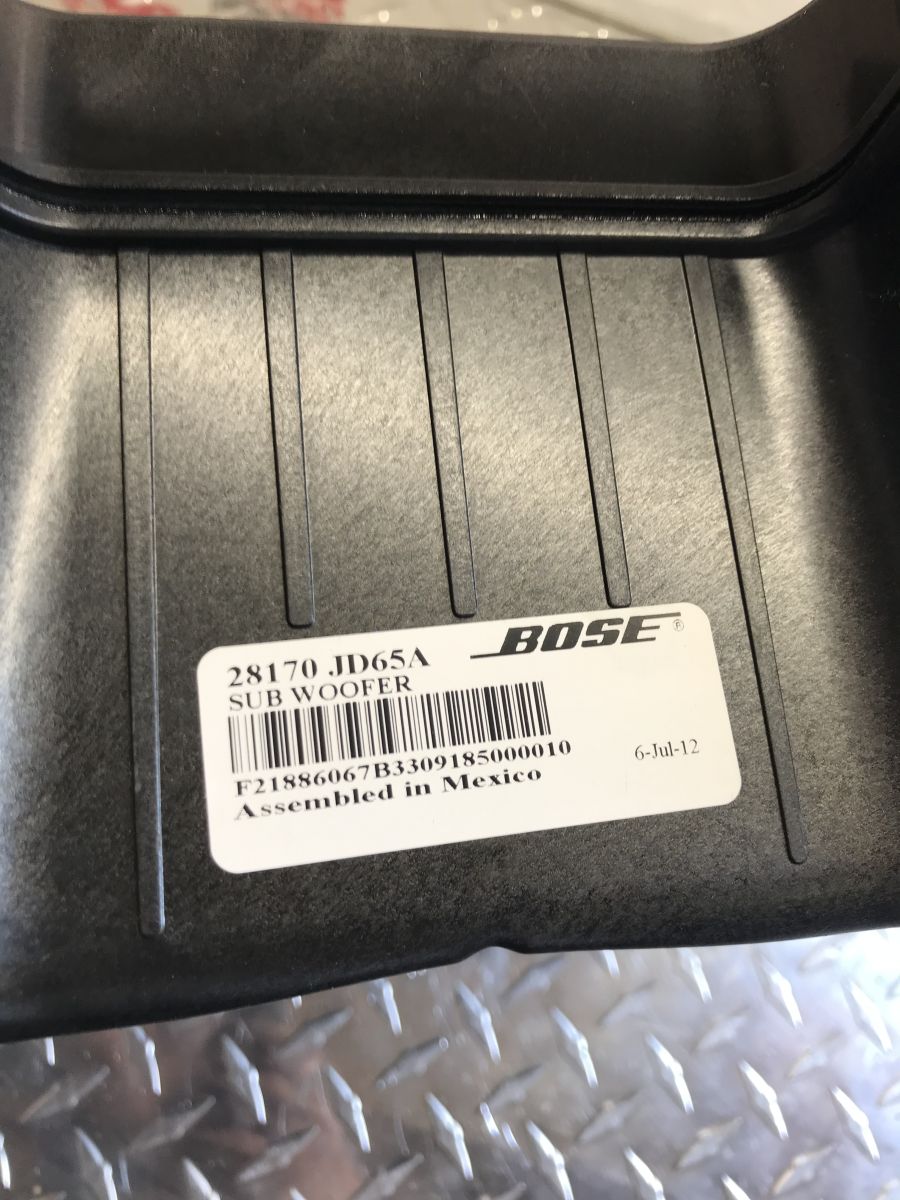 BOSE®
28170 JD65A
SUB WOOFER
F21886067B3309185000010
6-Jul-12
Assembled in Mexico